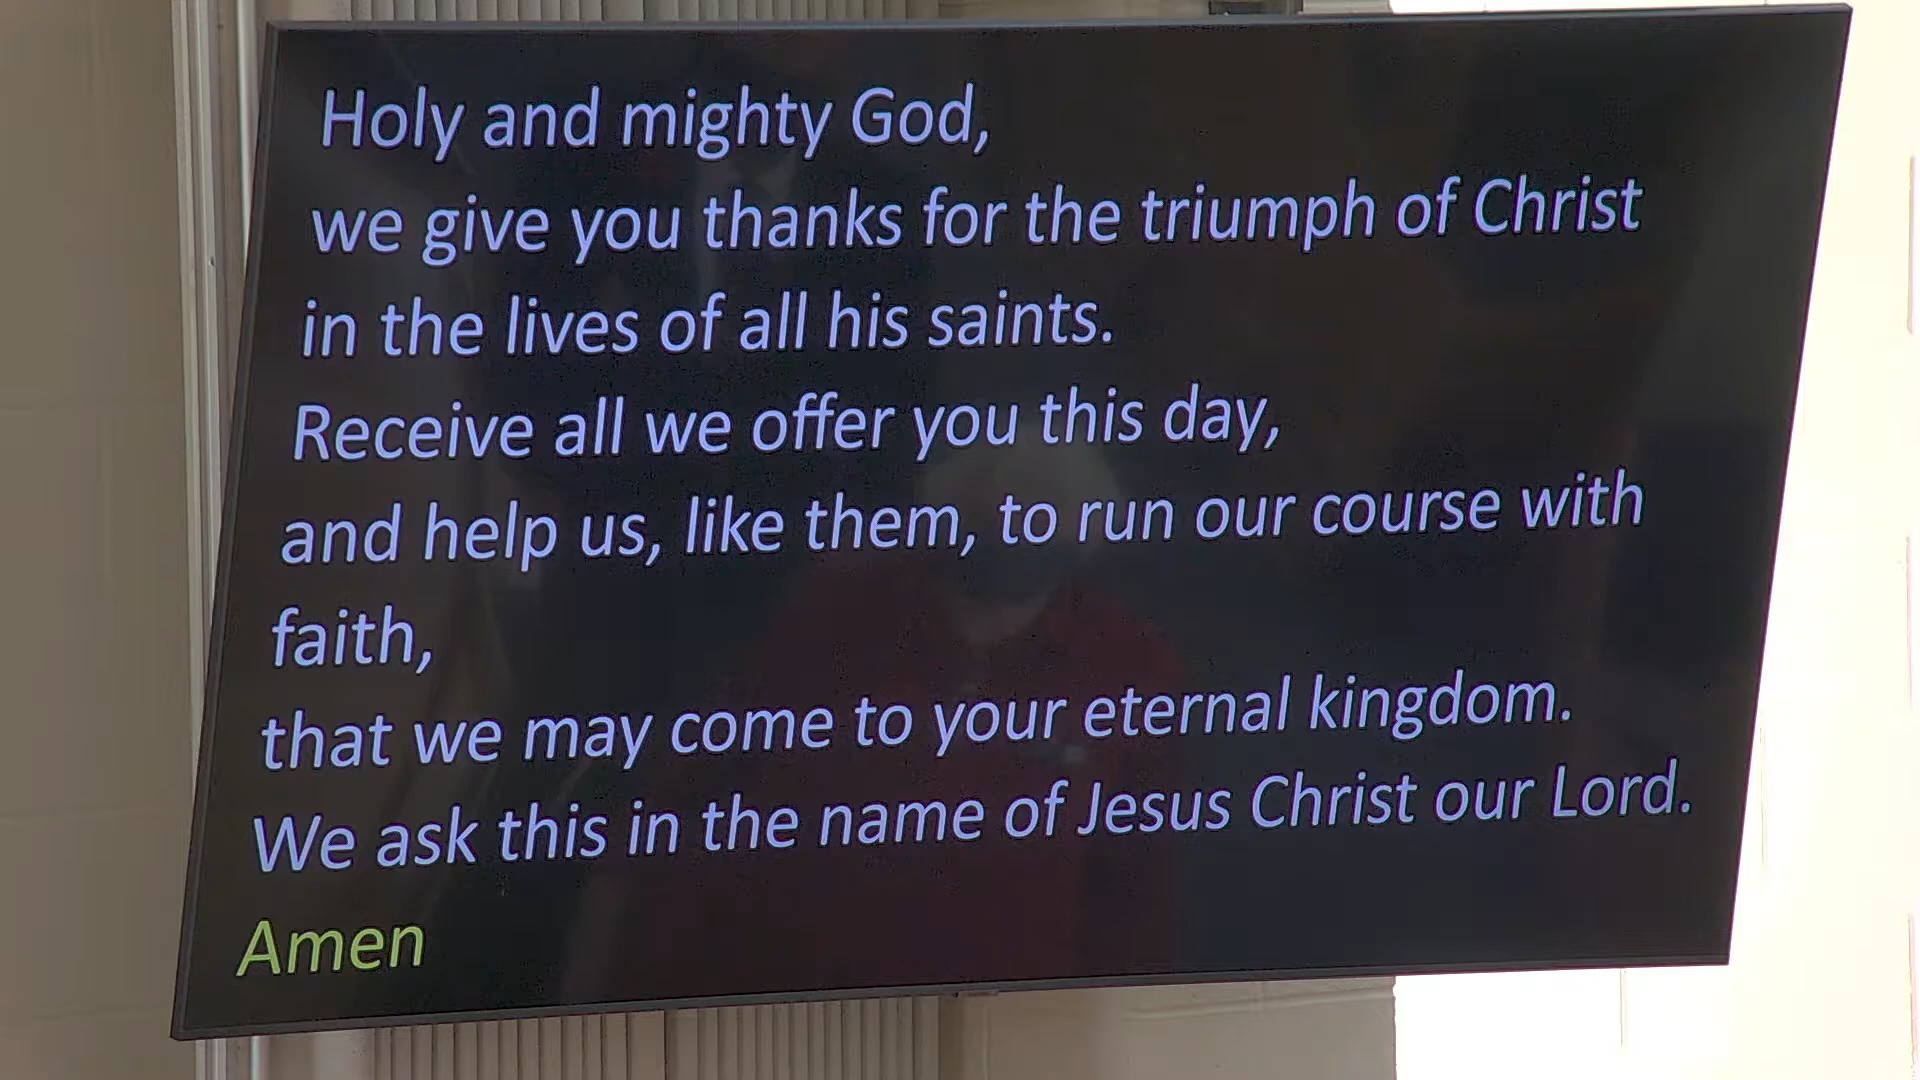 Holy and mighty God,
we give you thanks for the triumph of Christ
in the lives of all his saints.
Receive all we offer you this day,
and help us, like them, to run our course with
faith,
that we may come to your eternal kingdom.
We ask this in the name of Jesus Christ our Lord.
Amen